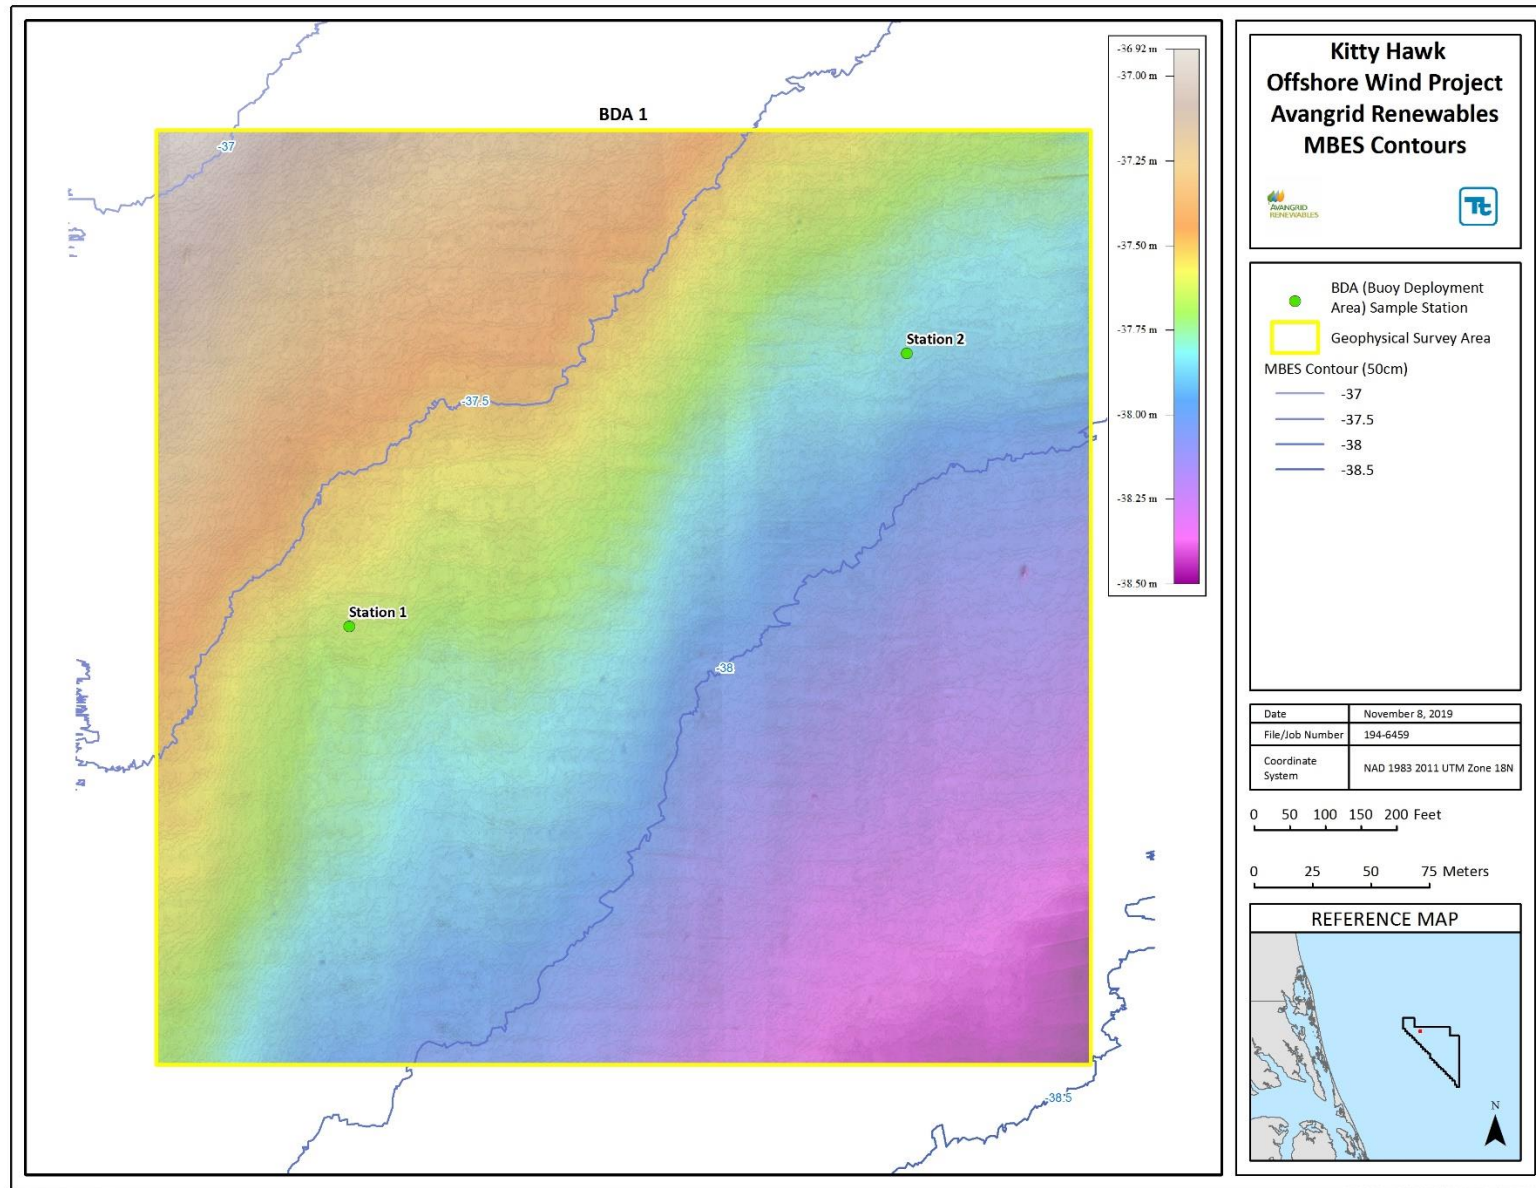 BDA 1
-37
-37.5
-38
-38.5
Station 1
Station 2
-36.92 m
-37.00 m
-37.25 m
-37.50 m
-37.75 m
-38.00 m
-38.25 m
-38.50 m
Kitty Hawk
Offshore Wind Project
Avangrid Renewables
MBES Contours
AVANGRID
RENEWABLES
Tt
BDA (Buoy Deployment
Area) Sample Station
Geophysical Survey Area
MBES Contour (50cm)
-37
-37.5
-38
-38.5
Date November 8, 2019
File/Job Number 194-6459
Coordinate
System
NAD 1983 2011 UTM Zone 18N
0 50 100 150 200 Feet
0 25 50 75 Meters
REFERENCE MAP
N